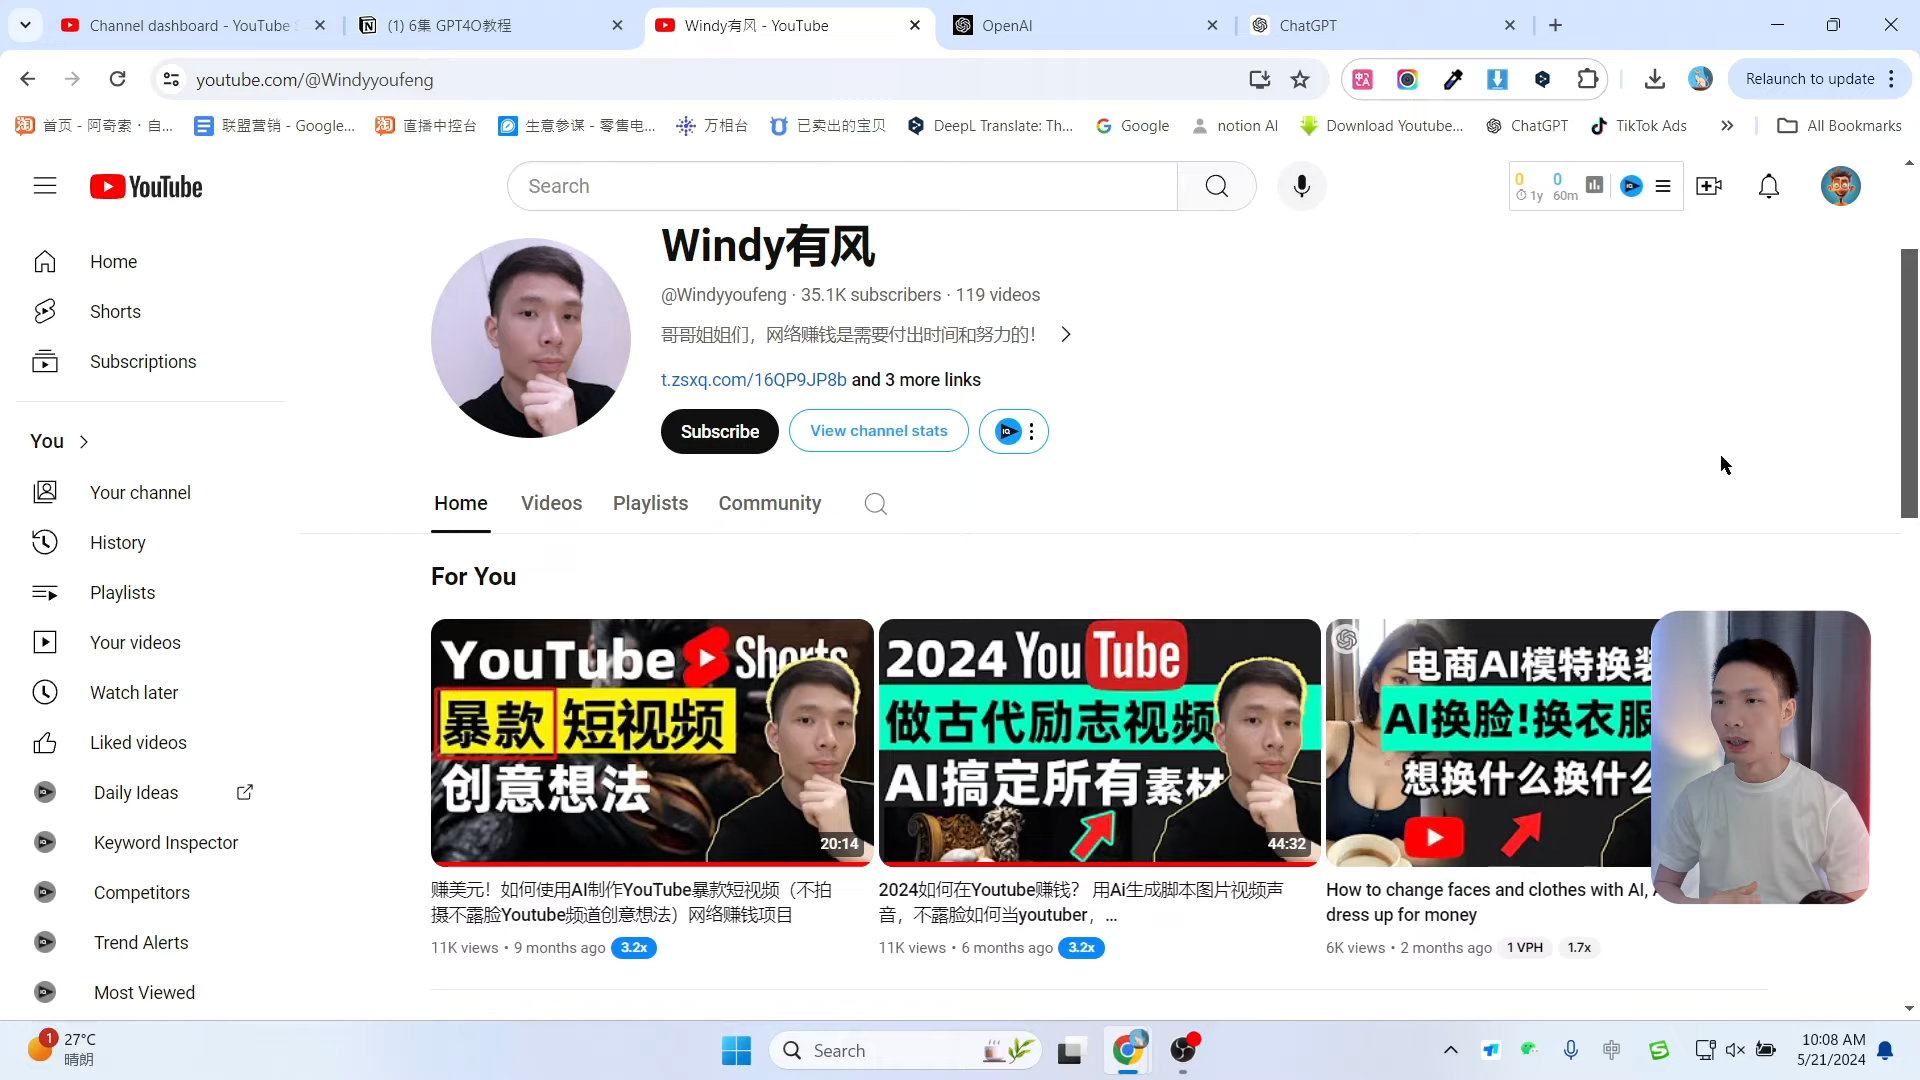 Channel dashboard - YouTube S
(1) 6集 GPT4O教程
Windy有风 - YouTube
OpenAI
ChatGPT
youtube.com/@Windyyoufeng
Relaunch to update
首页 - 阿奇索 · 自...
联盟营销 - Google...
直播中控台
生意参谋 - 零售电...
万相台
已卖出的宝贝
DeepL Translate: Th...
Google
notion AI
Download Youtube...
ChatGPT
TikTok Ads
All Bookmarks
YouTube
Search
0
1y
0
60m
Home
Shorts
Subscriptions
You
Your channel
History
Playlists
Your videos
Watch later
Liked videos
Daily Ideas
Keyword Inspector
Competitors
Trend Alerts
Most Viewed
Windy有风
@Windyyoufeng · 35.1K subscribers · 119 videos
哥哥姐姐们，网络赚钱是需要付出时间和努力的！
t.zsxq.com/16QP9JP8b and 3 more links
Subscribe
View channel stats
Home
Videos
Playlists
Community
For You
YouTube Shorts
暴款 短视频
创意想法
20:14
2024 YouTube
做古代励志视频
AI搞定所有素材
44:32
电商AI模特换装
AI换脸!换衣服
想换什么换什么
赚美元！如何使用AI制作YouTube暴款短视频（不拍
摄不露脸Youtube频道创意想法）网络赚钱项目
11K views • 9 months ago 3.2x
2024如何在Youtube赚钱？ 用Ai生成脚本图片视频声
音，不露脸如何当youtuber，...
11K views • 6 months ago 3.2x
How to change faces and clothes with AI,
dress up for money
6K views • 2 months ago 1 VPH 1.7x
1
27°C
晴朗
Search
中
10:08 AM
5/21/2024